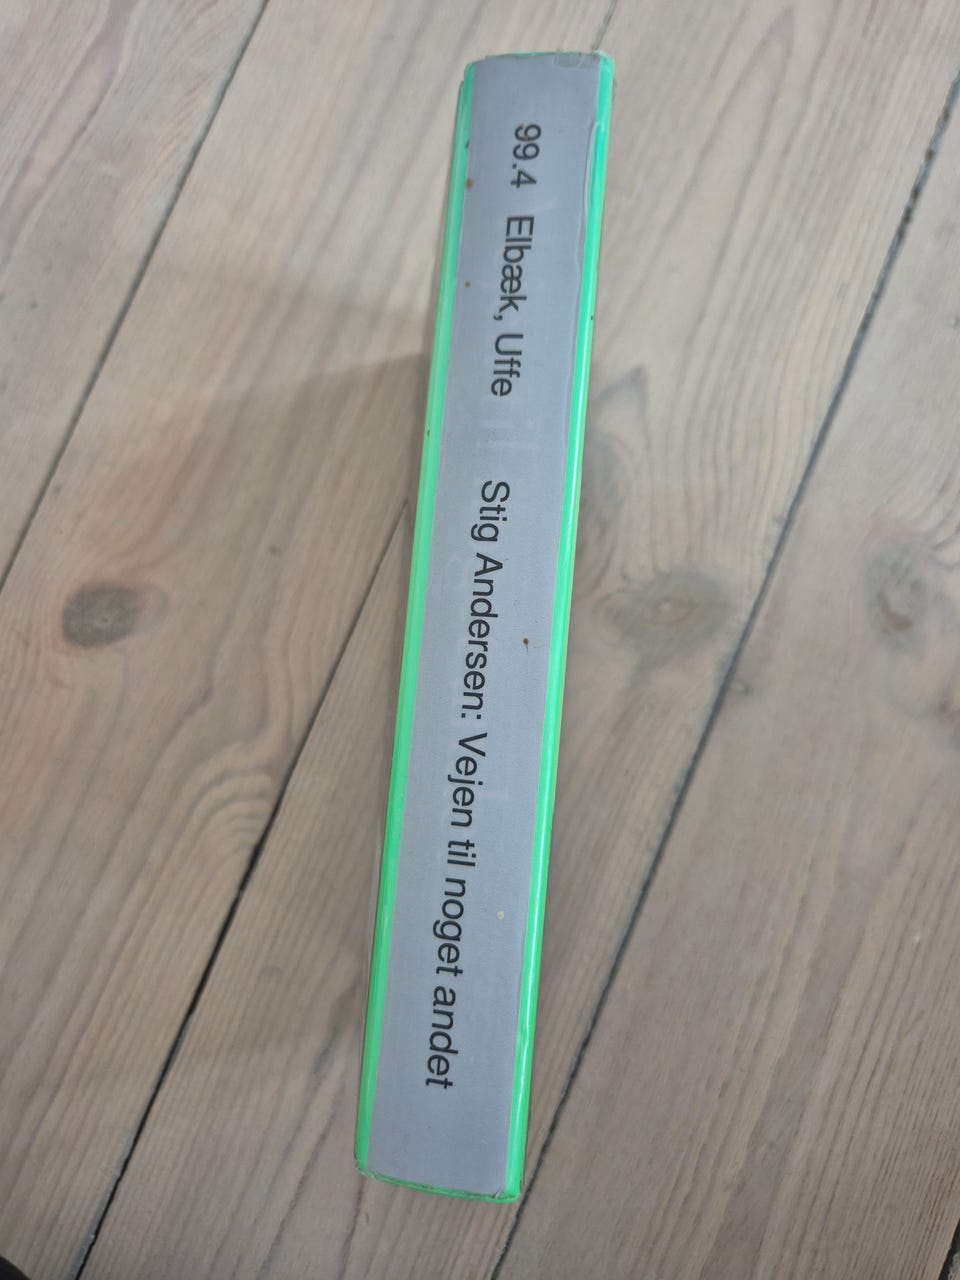 99.4 Elbæk, Uffe Stig Andersen: Vejen til noget andet